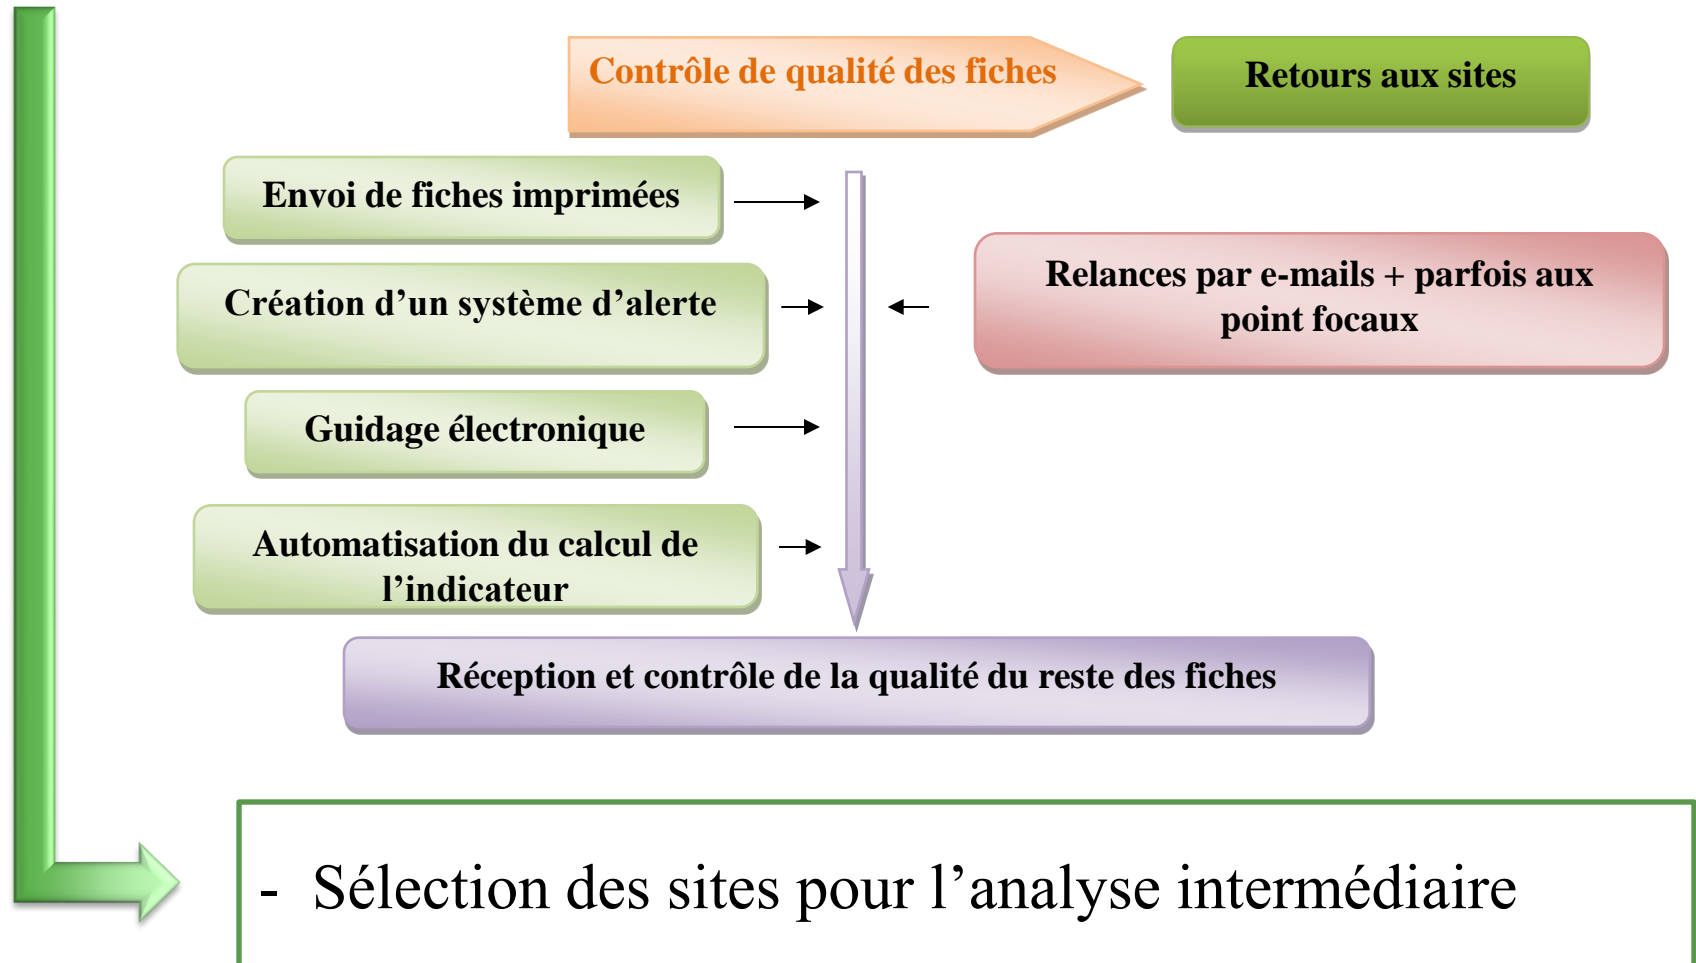 Contrôle de qualité des fiches
Retours aux sites
Envoi de fiches imprimées
Création d’un système d’alerte
Relances par e-mails + parfois aux
point focaux
Guidage électronique
Automatisation du calcul de
l’indicateur
Réception et contrôle de la qualité du reste des fiches
- Sélection des sites pour l’analyse intermédiaire